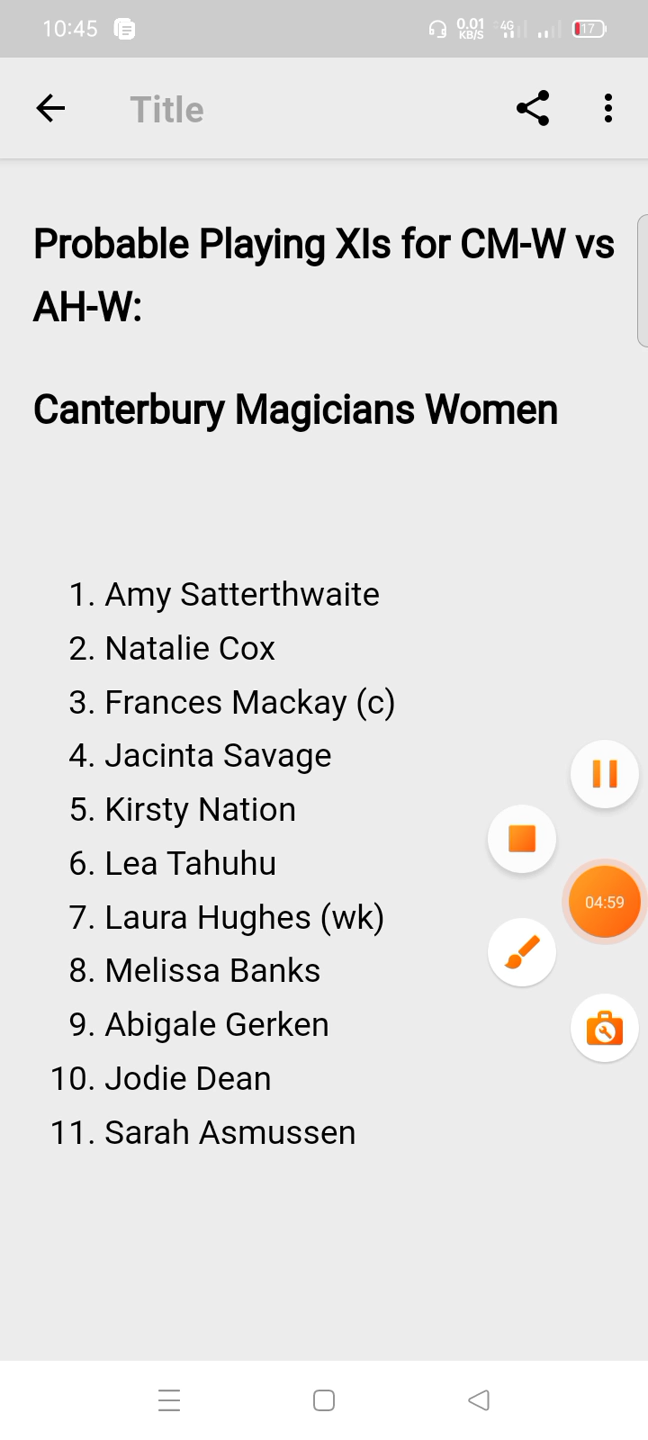 10:45
0.01
KB/S
4G
17
Title
Probable Playing XIs for CM-W vs
AH-W:
Canterbury Magicians Women
1. Amy Satterthwaite
2. Natalie Cox
3. Frances Mackay (c)
4. Jacinta Savage
5. Kirsty Nation
6. Lea Tahuhu
7. Laura Hughes (wk)
8. Melissa Banks
9. Abigale Gerken
10. Jodie Dean
11. Sarah Asmussen
04:59